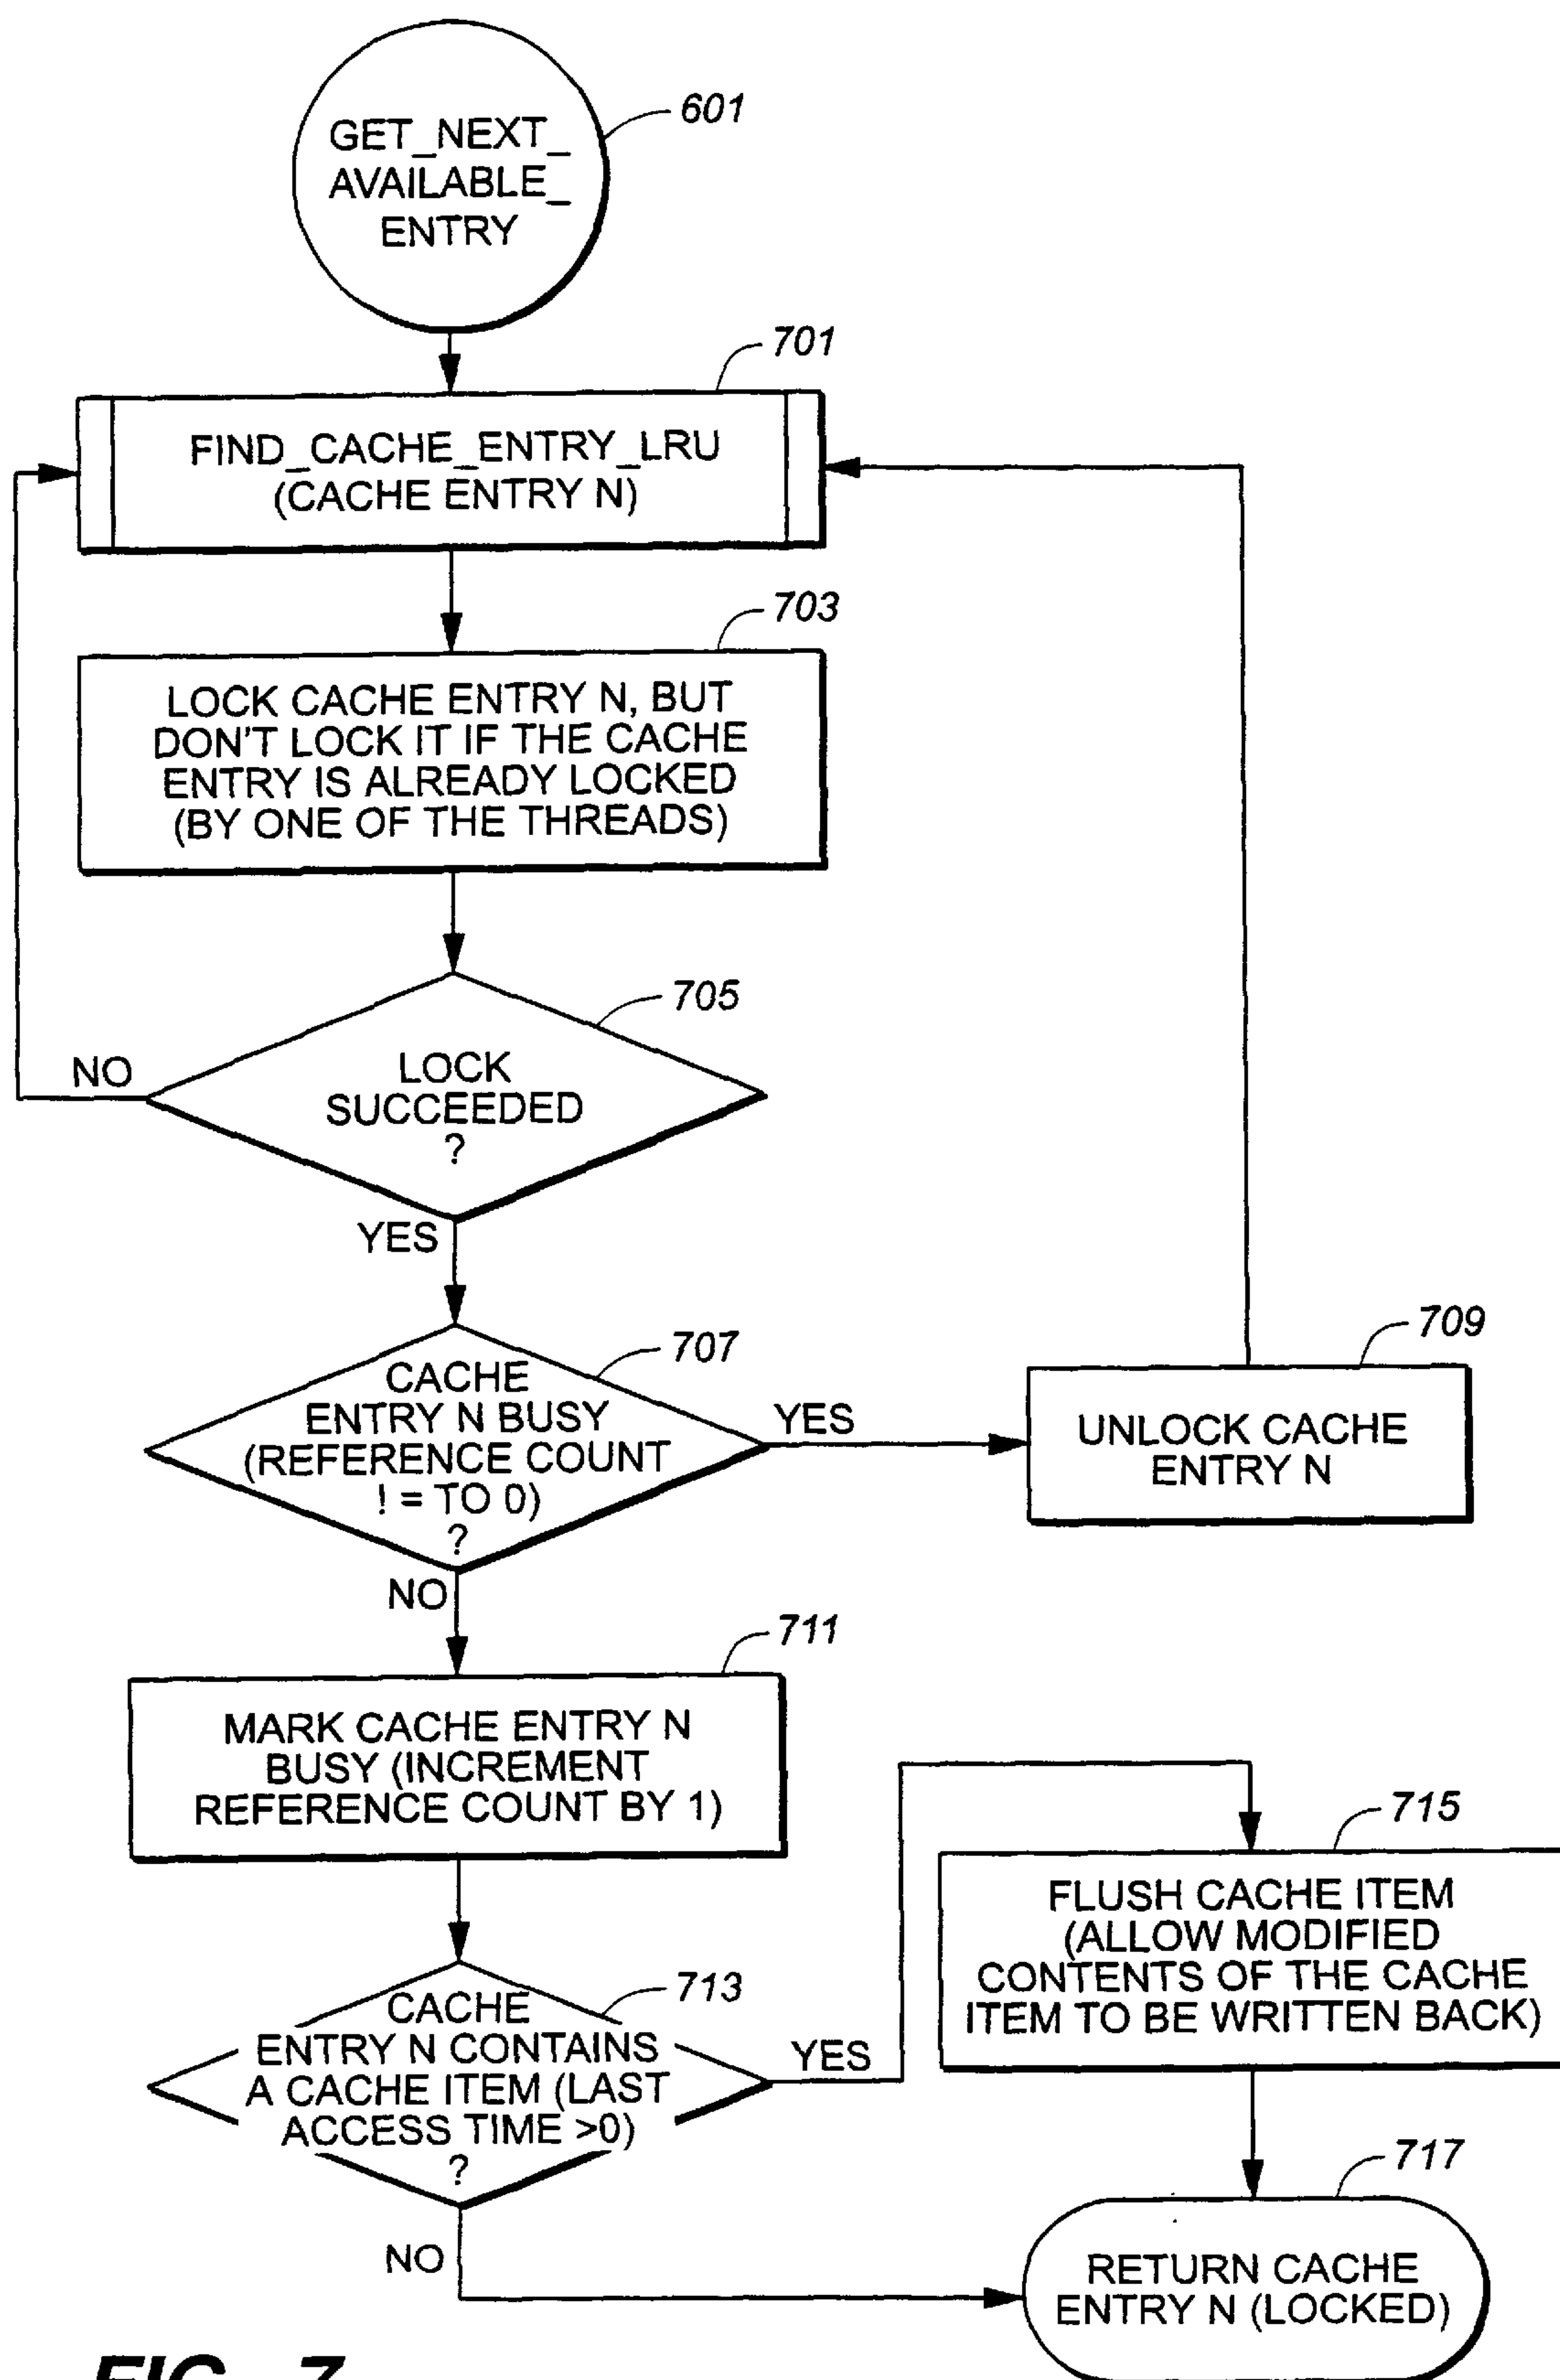 601
GET_NEXT_
AVAILABLE_
ENTRY
701
FIND_CACHE_ENTRY_LRU
(CACHE ENTRY N)
703
LOCK CACHE ENTRY N, BUT
DON'T LOCK IT IF THE CACHE
ENTRY IS ALREADY LOCKED
(BY ONE OF THE THREADS)
705
NO
LOCK
SUCCEEDED
?
YES
707
CACHE
ENTRY N BUSY
(REFERENCE COUNT
! = TO 0)
?
YES
709
UNLOCK CACHE
ENTRY N
NO
711
MARK CACHE ENTRY N
BUSY (INCREMENT
REFERENCE COUNT BY 1)
713
CACHE
ENTRY N CONTAINS
A CACHE ITEM (LAST
ACCESS TIME >0)
?
YES
715
FLUSH CACHE ITEM
(ALLOW MODIFIED
CONTENTS OF THE CACHE
ITEM TO BE WRITTEN BACK)
NO
717
RETURN CACHE
ENTRY N (LOCKED)
FIG._7